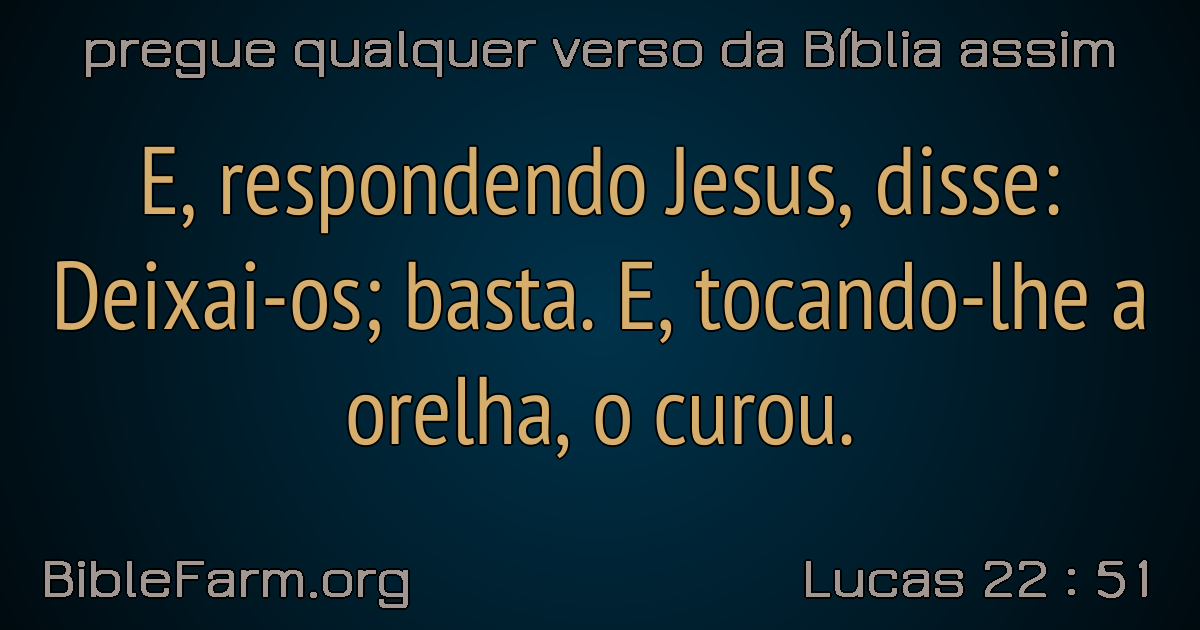 pregue qualquer verso da Bíblia assim
E, respondendo Jesus, disse:
Deixai-os; basta. E, tocando-lhe a
orelha, o curou.
BibleFarm.org
Lucas 22 : 51